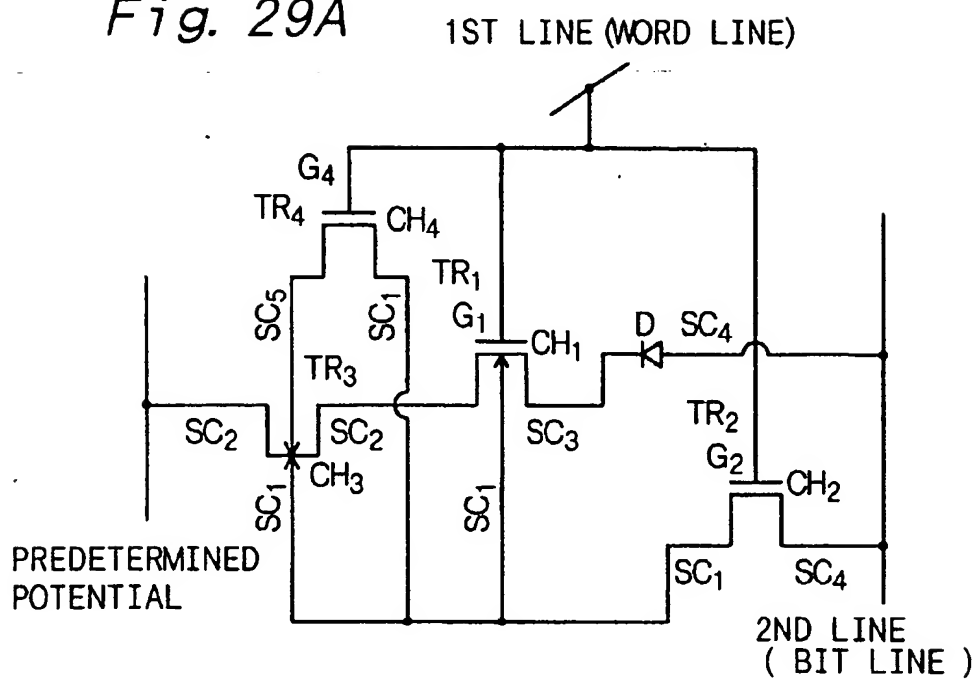 Fig. 29A
1ST LINE (WORD LINE)
G4
TR4
CH4
TR1
SC5
SC1
G1
CH1
D
SC4
TR3
TR2
SC2
SC2
SC3
G2
CH3
CH2
SC1
SC1
PREDETERMINED
POTENTIAL
SC1
SC4
2ND LINE
( BIT LINE )